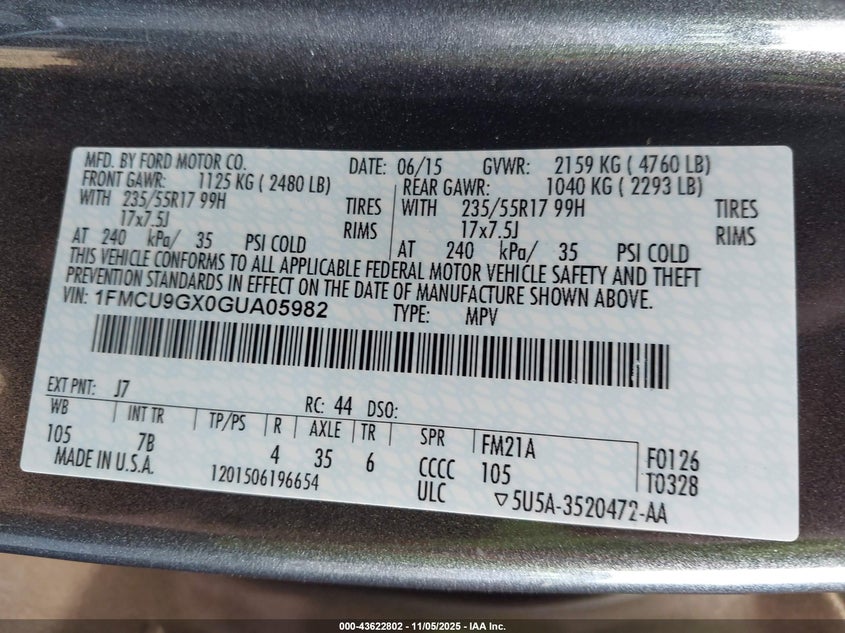 MFD. BY FORD MOTOR CO. DATE: 06/15 GVWR: 2159 KG ( 4760 LB)
FRONT GAWR: 1125 KG ( 2480 LB) REAR GAWR: 1040 KG ( 2293 LB)
WITH 235/55R17 99H TIRES WITH 235/55R17 99H TIRES
17x7.5J RIMS 17x7.5J RIMS
AT 240 kPa/ 35 PSI COLD AT 240 kPa/ 35 PSI COLD
THIS VEHICLE CONFORMS TO ALL APPLICABLE FEDERAL MOTOR VEHICLE SAFETY AND THEFT
PREVENTION STANDARDS IN EFFECT ON THE DATE OF MANUFACTURE SHOWN ABOVE.
VIN: 1FMCU9GX0GUA05982 TYPE: MPV
EXT PNT: J7 RC: 44 DSO:
WB INT TR TP/PS R AXLE TR SPR FM21A F0126
105 7B 4 35 6 CCCC 105 T0328
MADE IN U.S.A. 1201506196654 ULC ▽5U5A-3520472-AA
000-43622802 - 11/05/2025 - IAA Inc.